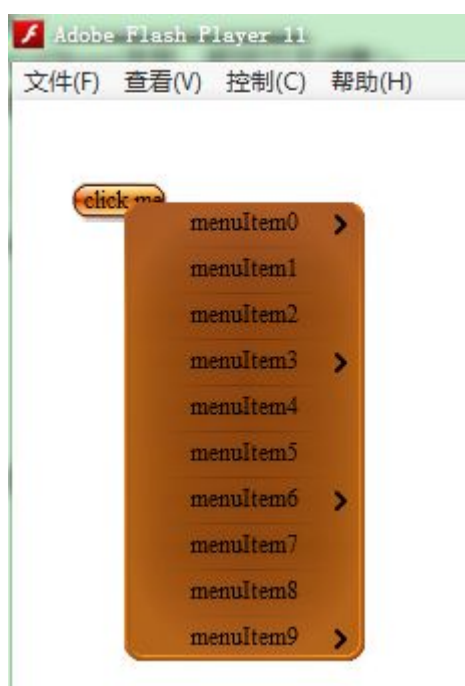 Adobe Flash Player 11
文件(F) 查看(V) 控制(C) 帮助(H)
click me
menuItem0
menuItem1
menuItem2
menuItem3
menuItem4
menuItem5
menuItem6
menuItem7
menuItem8
menuItem9